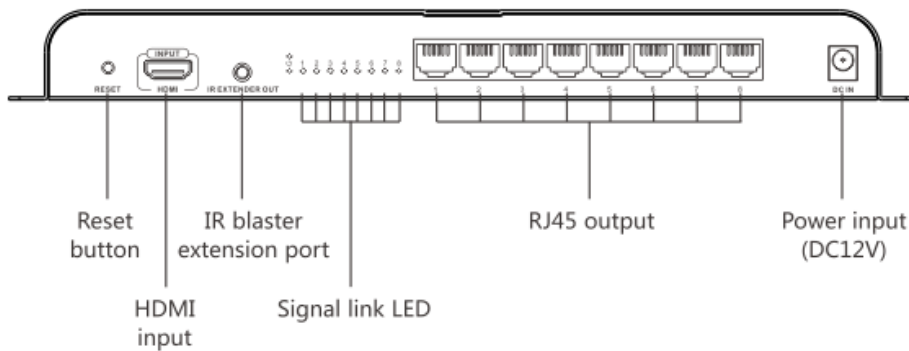 INPUT
RESET
HDMI
IR EXTENDER OUT
1 2 3 4 5 6 7 8
1 2 3 4 5 6 7 8
DC IN
Reset
button
IR blaster
extension port
RJ45 output
Power input
(DC12V)
HDMI
input
Signal link LED